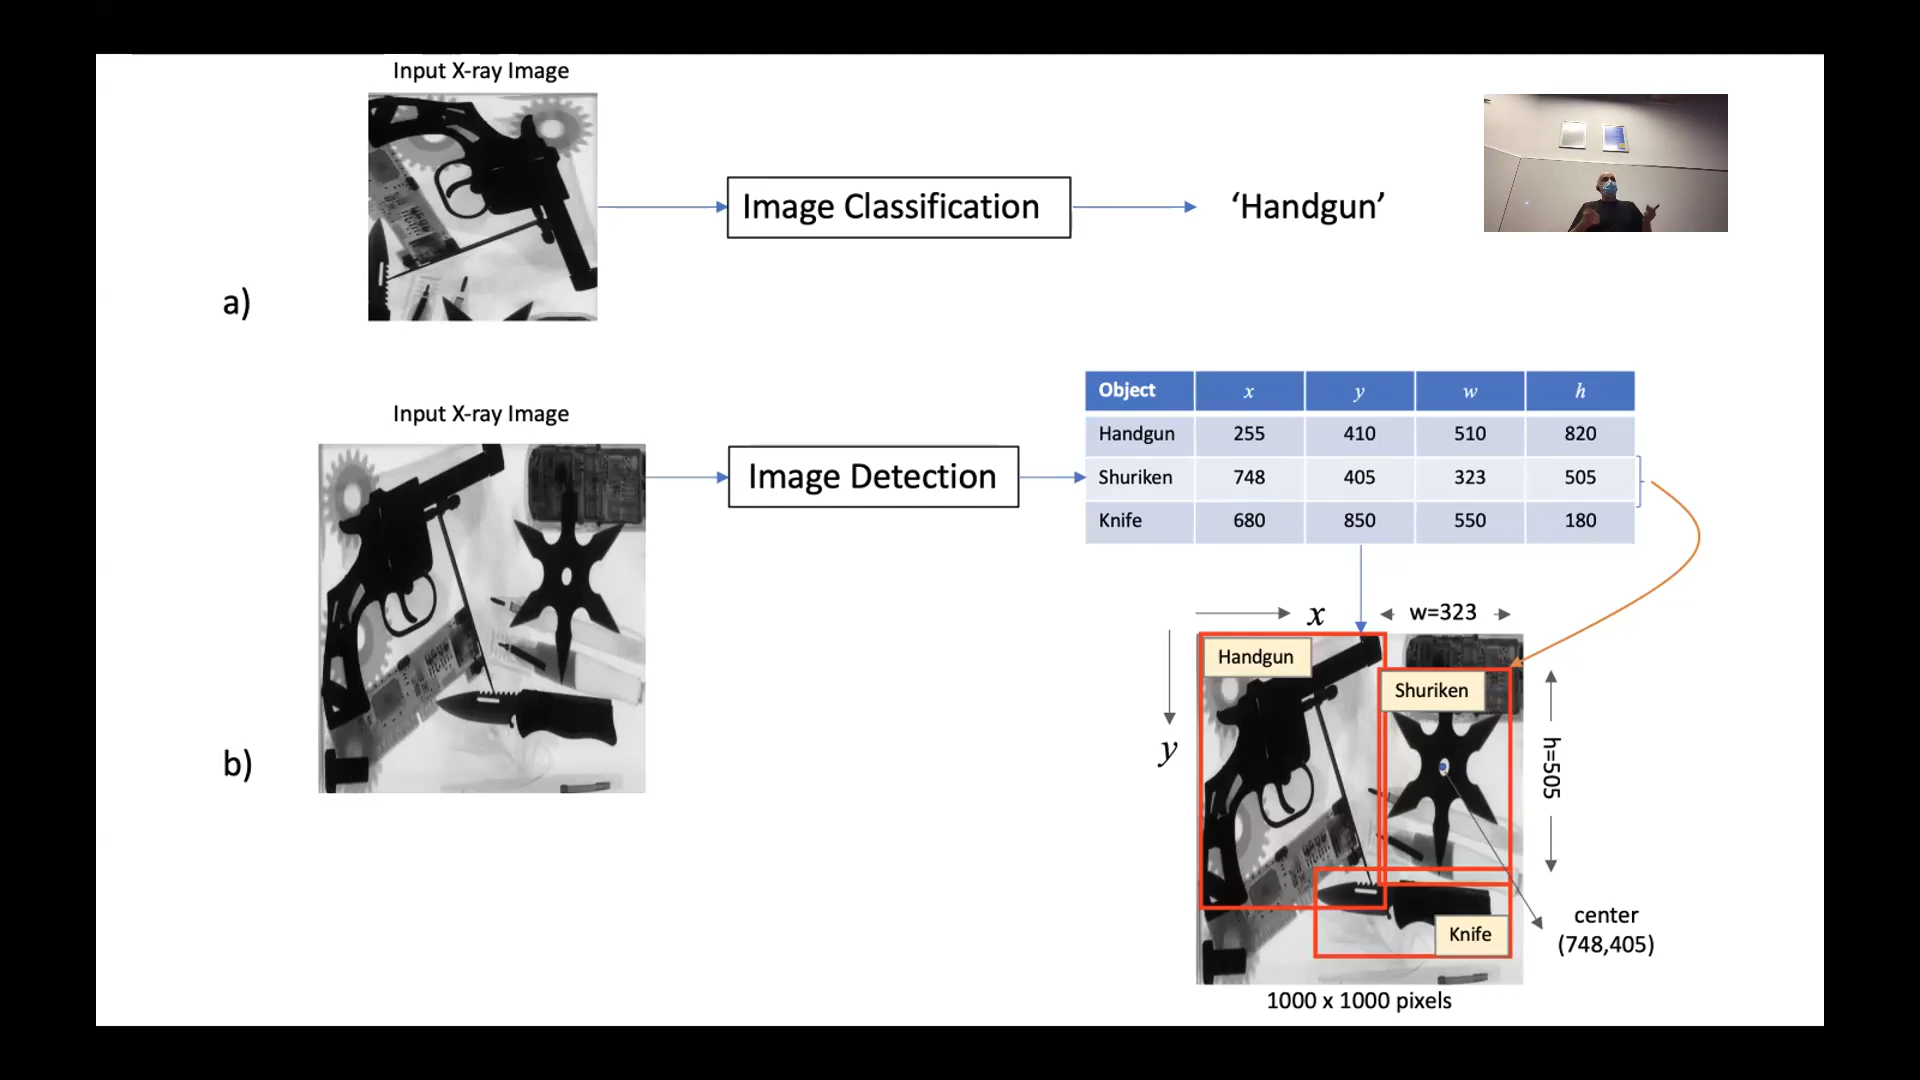 Input X-ray Image
Image Classification
‘Handgun’
a)
Input X-ray Image
Image Detection
Object x y w h
Handgun 255 410 510 820
Shuriken 748 405 323 505
Knife 680 850 550 180
x
w=323
y
Handgun
Shuriken
h=505
b)
Knife
center
(748,405)
1000 x 1000 pixels